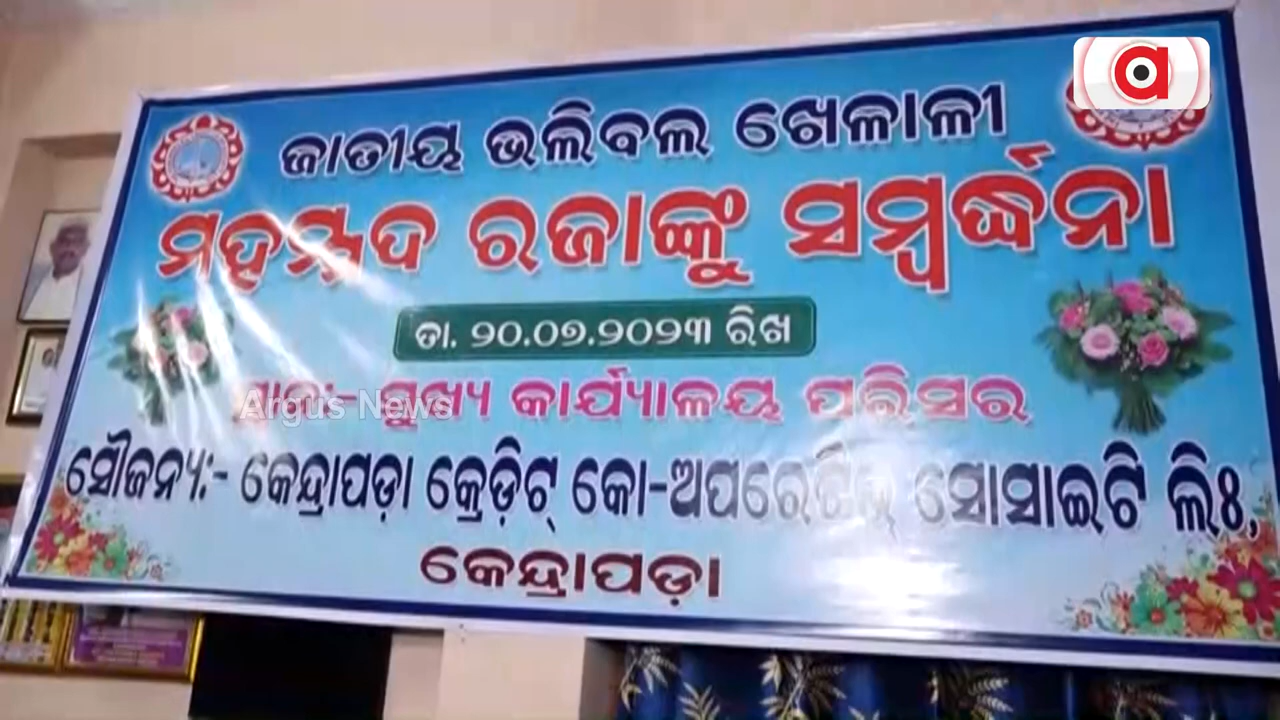 ଜାତୀୟ ଭଲିବଲ ଖେଳାଳୀ
ମହମ୍ମଦ ରଜାଙ୍କୁ ସମ୍ବର୍ଦ୍ଧନା
ତା. ୨୦.୦୭.୨୦୨୩ ରିଖ
ସ୍ଥାନଃ- ମୁଖ୍ୟ କାର୍ଯ୍ୟାଳୟ ପରିସର
Argus News
ସୌଜନ୍ୟଃ- କେନ୍ଦ୍ରାପଡ଼ା କ୍ରେଡ଼ିଟ୍ କୋ-ଅପରେଟିଭ୍ ସୋସାଇଟି ଲିଃ,
କେନ୍ଦ୍ରାପଡ଼ା